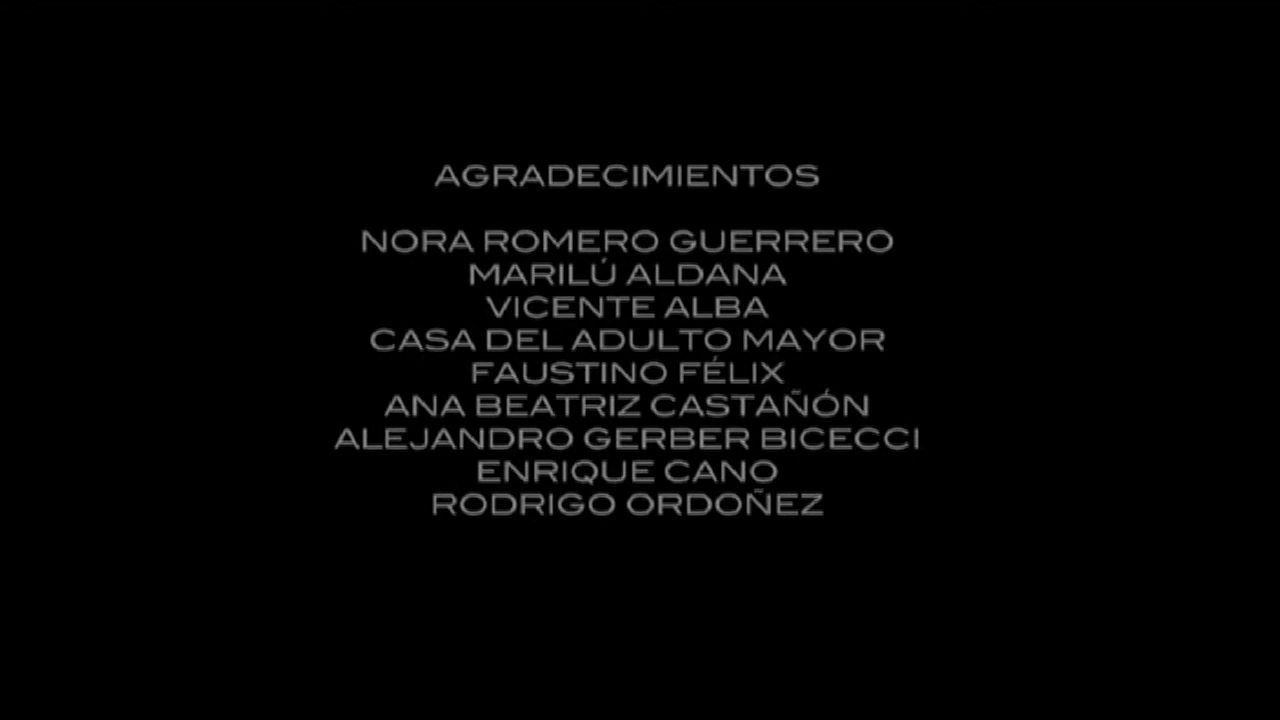 AGRADECIMIENTOS
NORA ROMERO GUERRERO
MARILÚ ALDANA
VICENTE ALBA
CASA DEL ADULTO MAYOR
FAUSTINO FÉLIX
ANA BEATRIZ CASTAÑÓN
ALEJANDRO GERBER BICECCI
ENRIQUE CANO
RODRIGO ORDOÑEZ